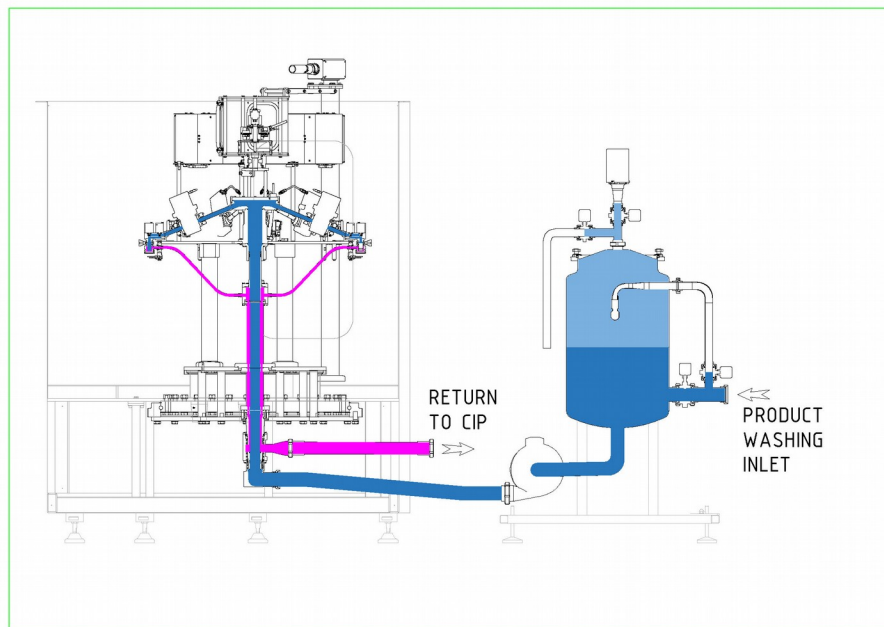 RETURN
TO CIP
PRODUCT
WASHING
INLET